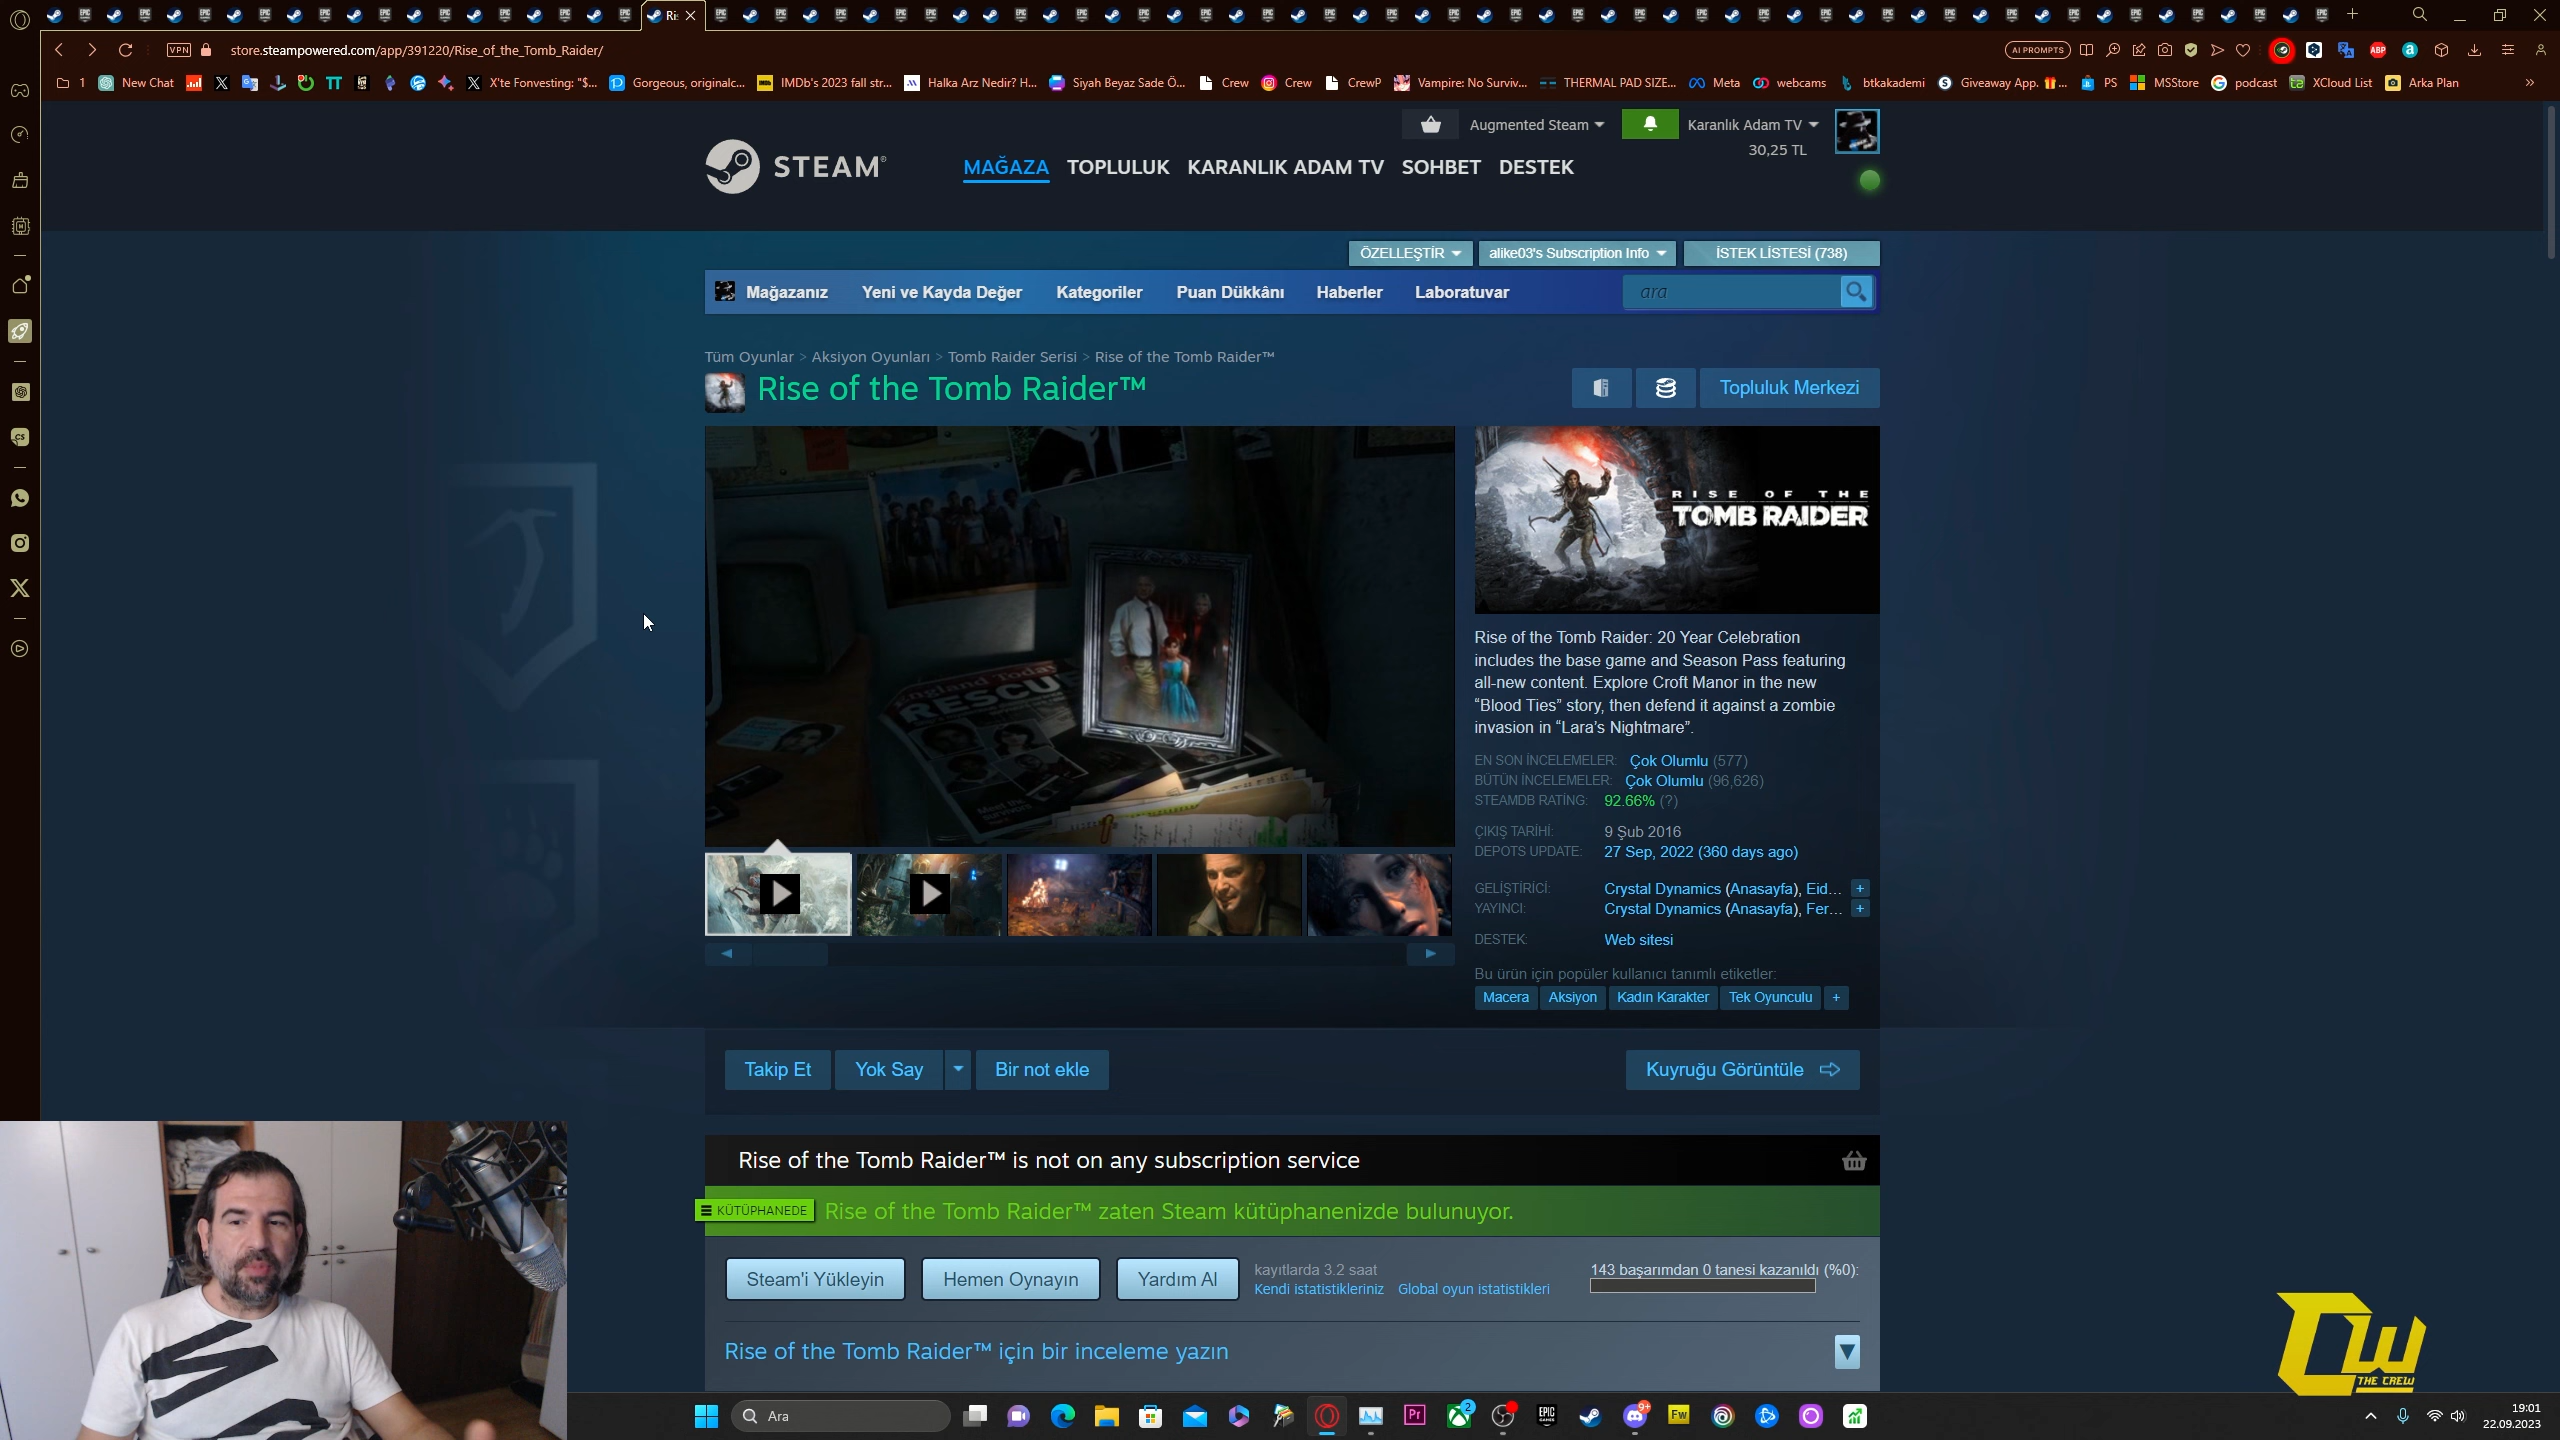 Ri
VPN
store.steampowered.com/app/391220/Rise_of_the_Tomb_Raider/
AI PROMPTS
1
New Chat
X'te Fonvesting: "$...
Gorgeous, originalc...
IMDb's 2023 fall str...
Halka Arz Nedir? H...
Siyah Beyaz Sade Ö...
Crew
Crew
CrewP
Vampire: No Surviv...
THERMAL PAD SIZE...
Meta
webcams
btkakademi
Giveaway App.
PS
MSStore
podcast
XCloud List
Arka Plan
STEAM
MAĞAZA TOPLULUK KARANLIK ADAM TV SOHBET DESTEK
Augmented Steam
Karanlık Adam TV
30,25 TL
ÖZELLEŞTİR
alike03's Subscription Info
İSTEK LİSTESİ (738)
Mağazanız Yeni ve Kayda Değer Kategoriler Puan Dükkânı Haberler Laboratuvar
ara
Tüm Oyunlar > Aksiyon Oyunları > Tomb Raider Serisi > Rise of the Tomb Raider™
Rise of the Tomb Raider™
Topluluk Merkezi
England Today
RESCU
RISE OF THE
TOMB RAIDER
Rise of the Tomb Raider: 20 Year Celebration
includes the base game and Season Pass featuring
all-new content. Explore Croft Manor in the new
“Blood Ties” story, then defend it against a zombie
invasion in “Lara’s Nightmare”.
EN SON İNCELEMELER: Çok Olumlu (577)
BÜTÜN İNCELEMELER: Çok Olumlu (96,626)
STEAMDB RATING: 92.66% (?)
ÇIKIŞ TARİHİ: 9 Şub 2016
DEPOTS UPDATE: 27 Sep, 2022 (360 days ago)
GELİŞTİRİCİ: Crystal Dynamics (Anasayfa), Eid... +
YAYINCI: Crystal Dynamics (Anasayfa), Fer... +
DESTEK: Web sitesi
Bu ürün için popüler kullanıcı tanımlı etiketler:
Macera Aksiyon Kadın Karakter Tek Oyunculu +
Takip Et
Yok Say
Bir not ekle
Kuyruğu Görüntüle
Rise of the Tomb Raider™ is not on any subscription service
KÜTÜPHANEDE
Rise of the Tomb Raider™ zaten Steam kütüphanenizde bulunuyor.
Steam'i Yükleyin
Hemen Oynayın
Yardım Al
kayıtlarda 3.2 saat
Kendi istatistikleriniz Global oyun istatistikleri
143 başarımdan 0 tanesi kazanıldı (%0):
Rise of the Tomb Raider™ için bir inceleme yazın
CW
THE CREW
Ara
Pr
2
EPIC
9+
Fw
19:01
22.09.2023